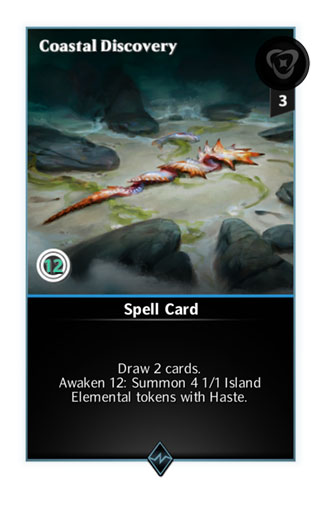 Coastal Discovery
3
12
Spell Card
Draw 2 cards.
Awaken 12: Summon 4 1/1 Island
Elemental tokens with Haste.